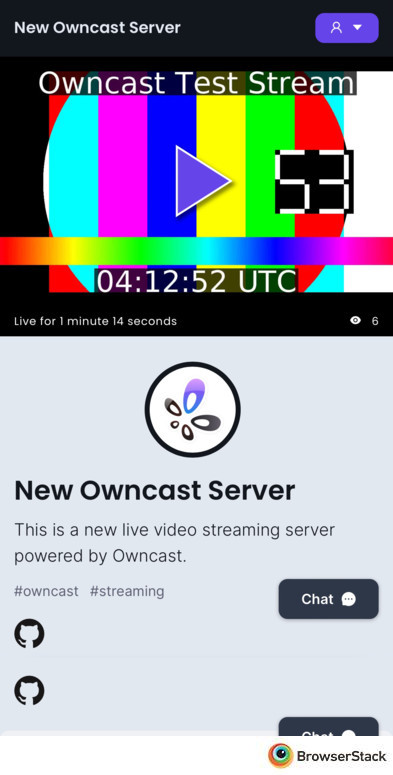 New Owncast Server
Owncast Test Stream
53
04:12:52 UTC
Live for 1 minute 14 seconds
6
New Owncast Server
This is a new live video streaming server
powered by Owncast.
#owncast #streaming
Chat
Chat
BrowserStack